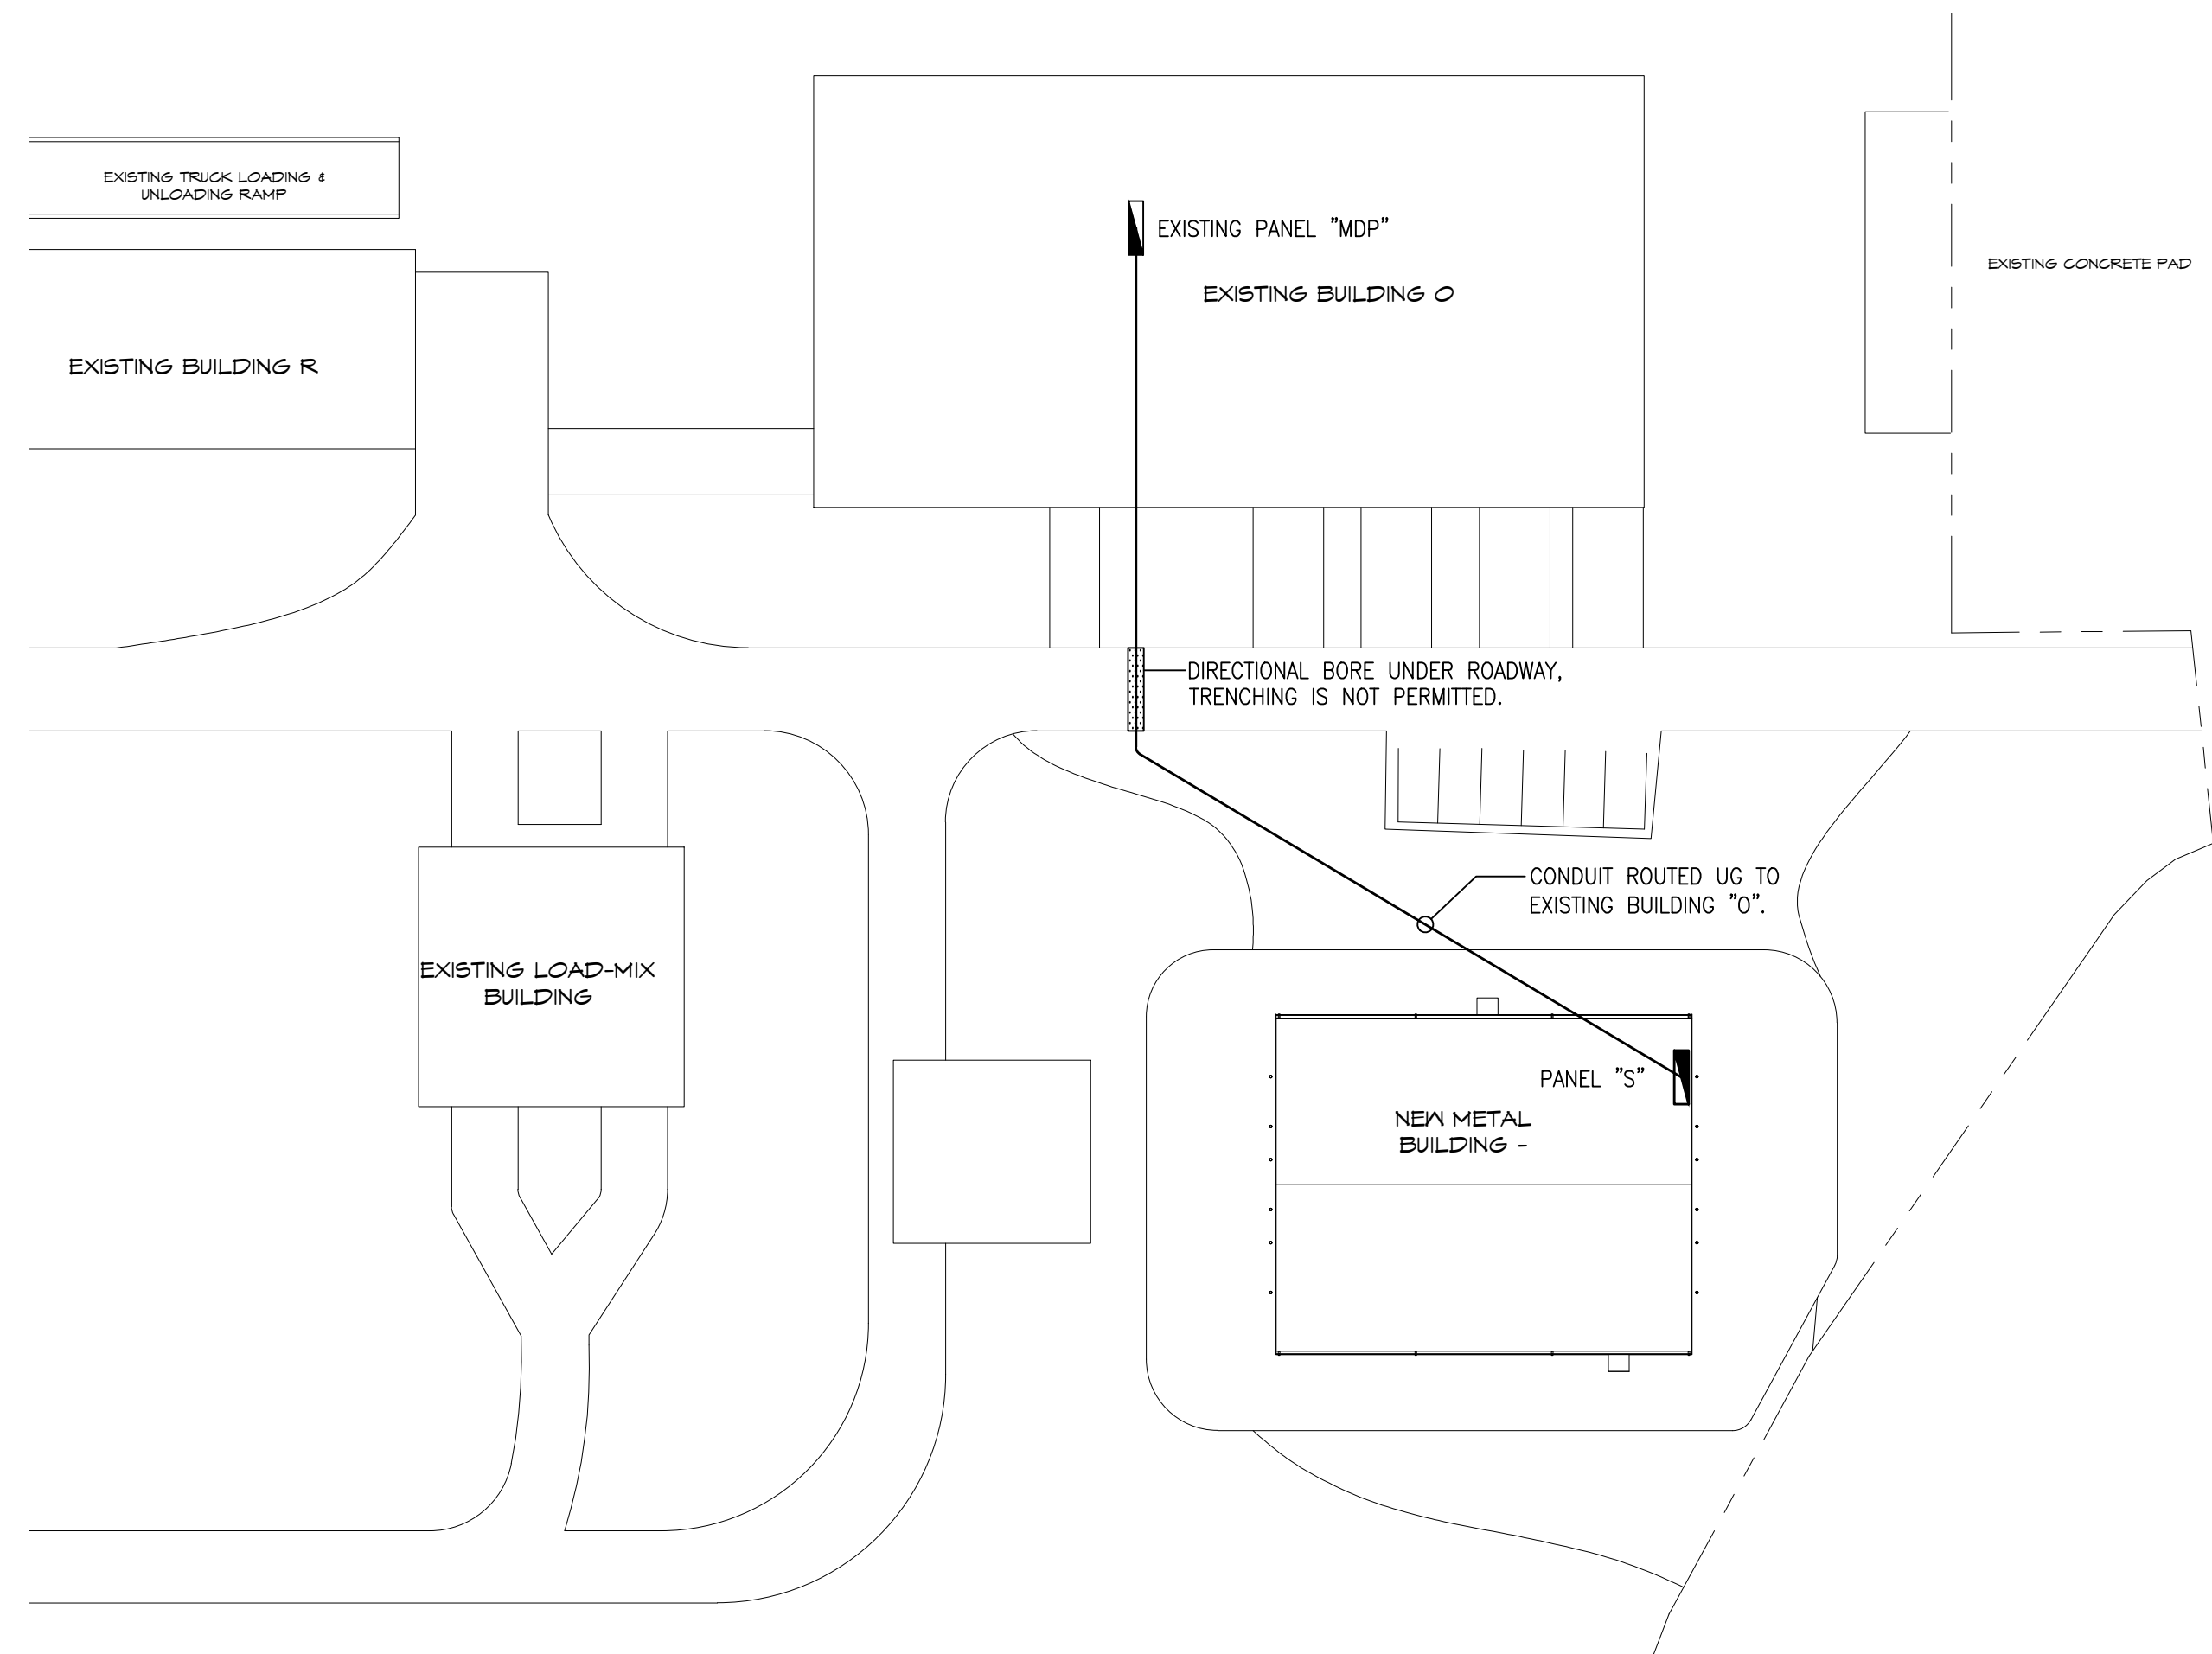 EXISTING TRUCK LOADING &
UNLOADING RAMP
EXISTING PANEL "MDP"
EXISTING BUILDING O
EXISTING CONCRETE PAD
EXISTING BUILDING R
DIRECTIONAL BORE UNDER ROADWAY,
TRENCHING IS NOT PERMITTED.
CONDUIT ROUTED UG TO
EXISTING BUILDING "O".
EXISTING LOAD-MIX
BUILDING
PANEL "S"
NEW METAL
BUILDING -